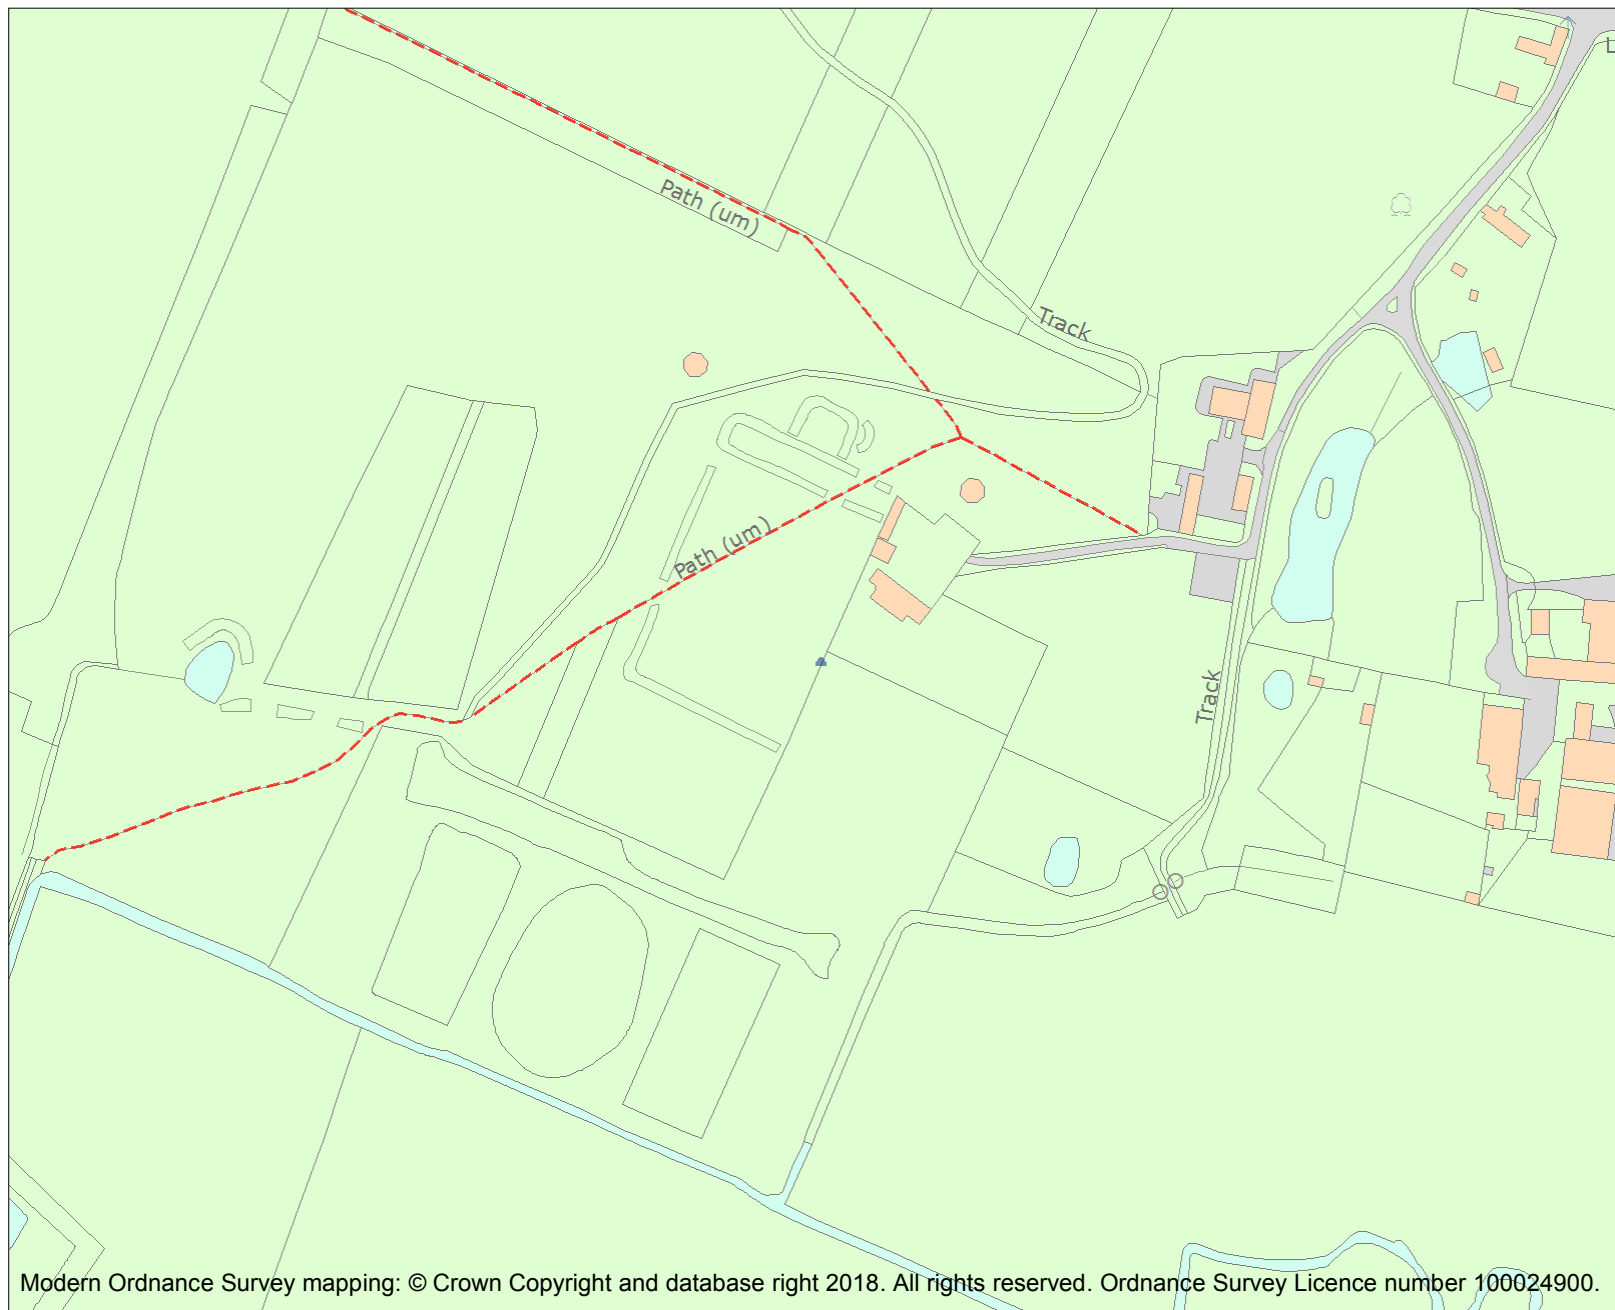 L
Path (um)
Track
Path (um)
Track
Modern Ordnance Survey mapping: © Crown Copyright and database right 2018. All rights reserved. Ordnance Survey Licence number 100024900.